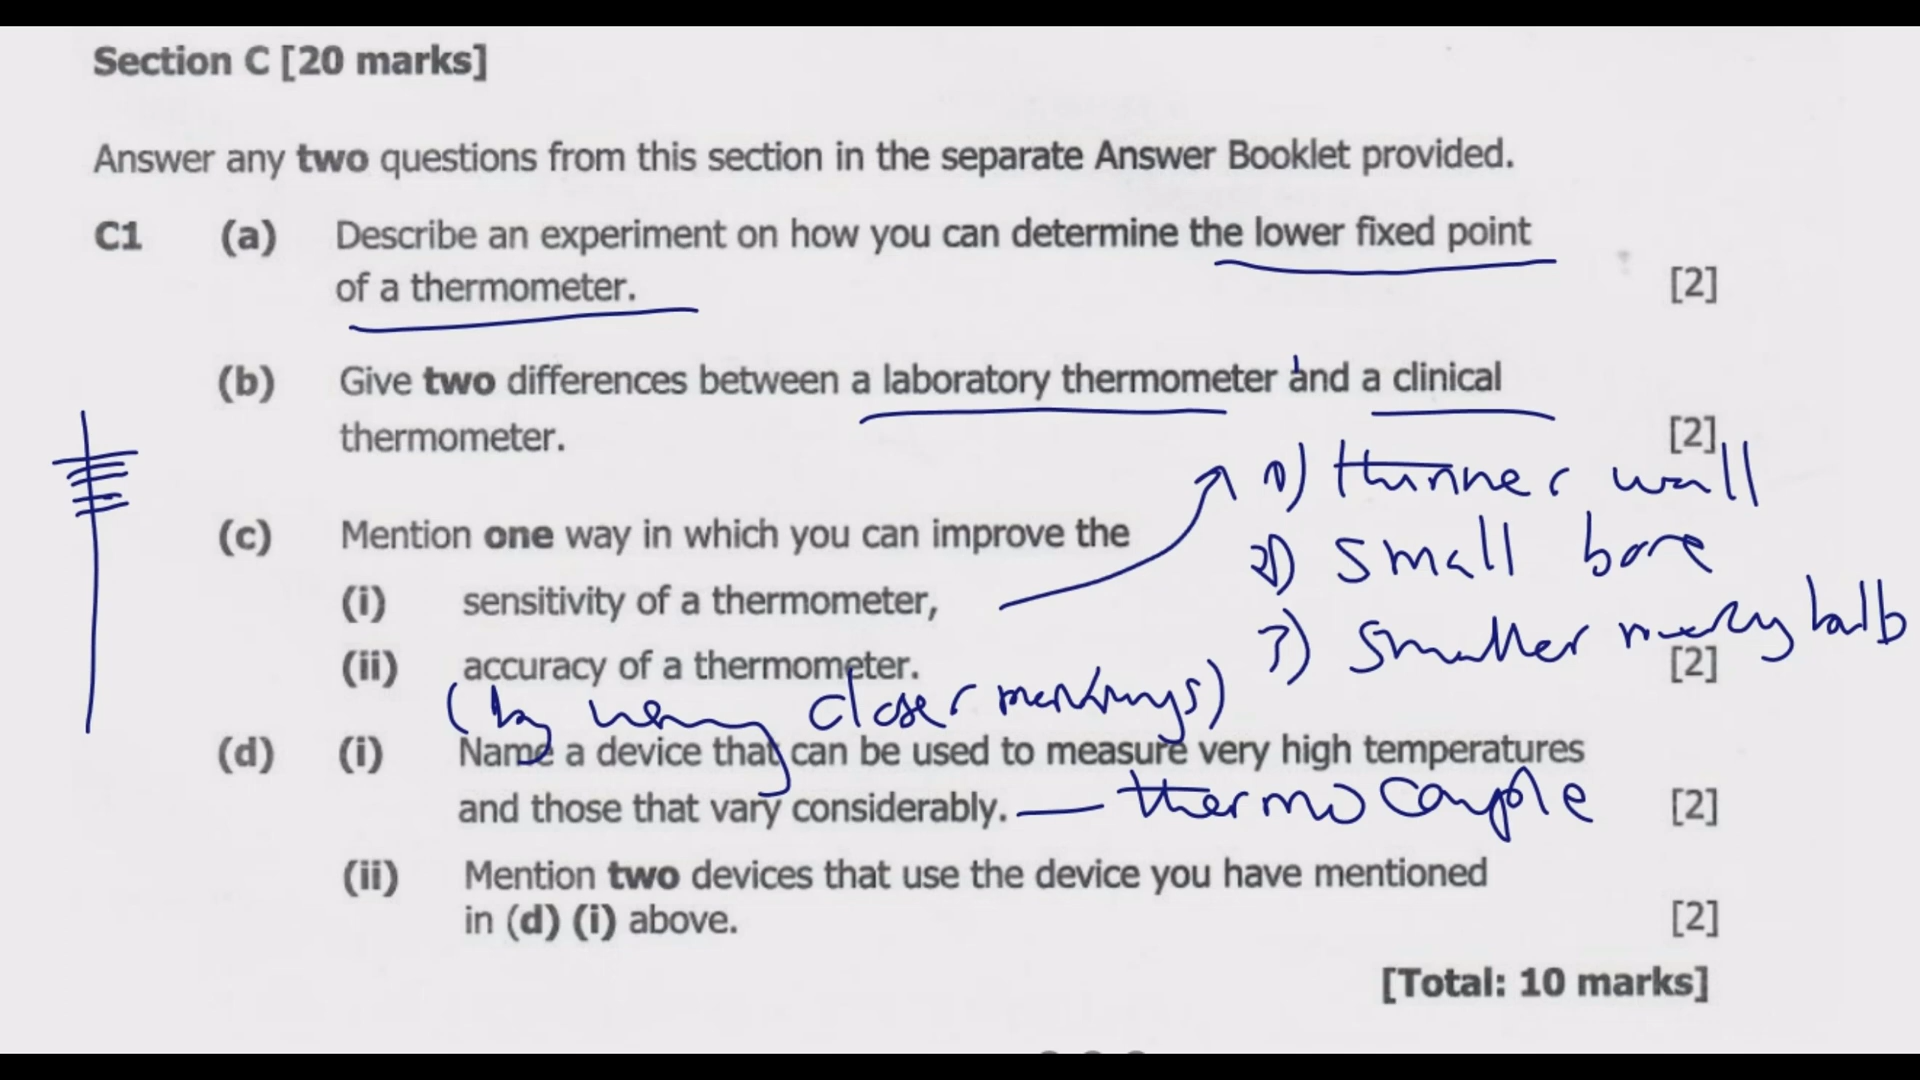 Section C [20 marks]
Answer any two questions from this section in the separate Answer Booklet provided.
C1 (a) Describe an experiment on how you can determine the lower fixed point
of a thermometer. [2]
(b) Give two differences between a laboratory thermometer and a clinical
thermometer. [2]
1) thinner wall
(c) Mention one way in which you can improve the
2) small bore
(i) sensitivity of a thermometer,
3) smaller mercury bulb
(ii) accuracy of a thermometer. [2]
(by using closer markings)
(d) (i) Name a device that can be used to measure very high temperatures
and those that vary considerably. — thermocouple [2]
(ii) Mention two devices that use the device you have mentioned
in (d) (i) above. [2]
[Total: 10 marks]